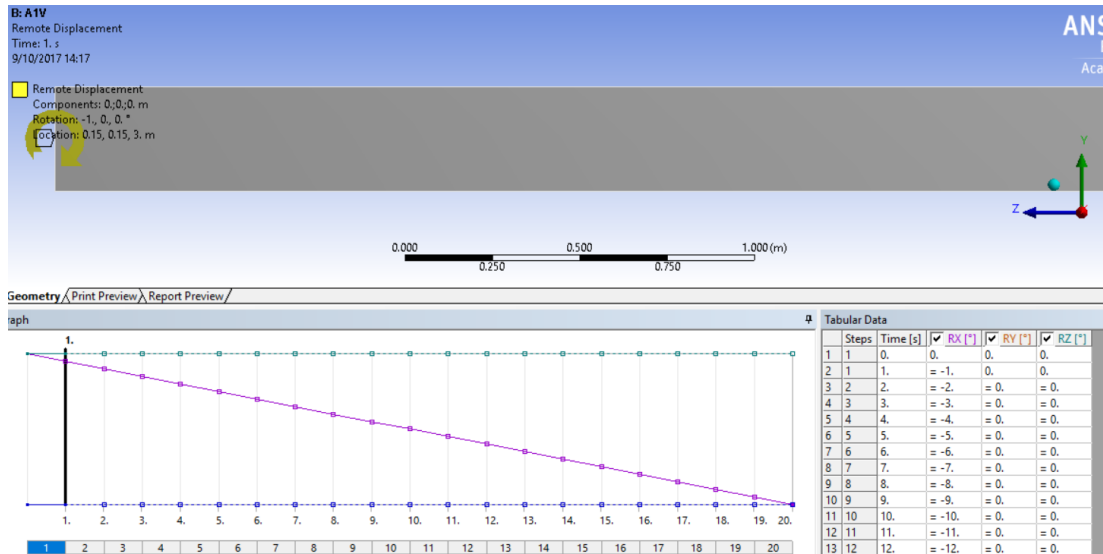 B: A1V
Remote Displacement
Time: 1. s
9/10/2017 14:17
ANS
Aca
Remote Displacement
Components: 0.;0.;0. m
Rotation: -1., 0., 0. °
Location: 0.15, 0.15, 3. m
Y
Z
0.000 0.500 1.000 (m)
0.250 0.750
Geometry Print Preview Report Preview
raph
1.
1. 2. 3. 4. 5. 6. 7. 8. 9. 10. 11. 12. 13. 14. 15. 16. 17. 18. 19. 20.
1 2 3 4 5 6 7 8 9 10 11 12 13 14 15 16 17 18 19 20
Tabular Data
Steps Time [s] RX [°] RY [°] RZ [°]
1 1 0. 0. 0. 0.
2 1 1. = -1. 0. 0.
3 2 2. = -2. = 0. = 0.
4 3 3. = -3. = 0. = 0.
5 4 4. = -4. = 0. = 0.
6 5 5. = -5. = 0. = 0.
7 6 6. = -6. = 0. = 0.
8 7 7. = -7. = 0. = 0.
9 8 8. = -8. = 0. = 0.
10 9 9. = -9. = 0. = 0.
11 10 10. = -10. = 0. = 0.
12 11 11. = -11. = 0. = 0.
13 12 12. = -12. = 0. = 0.